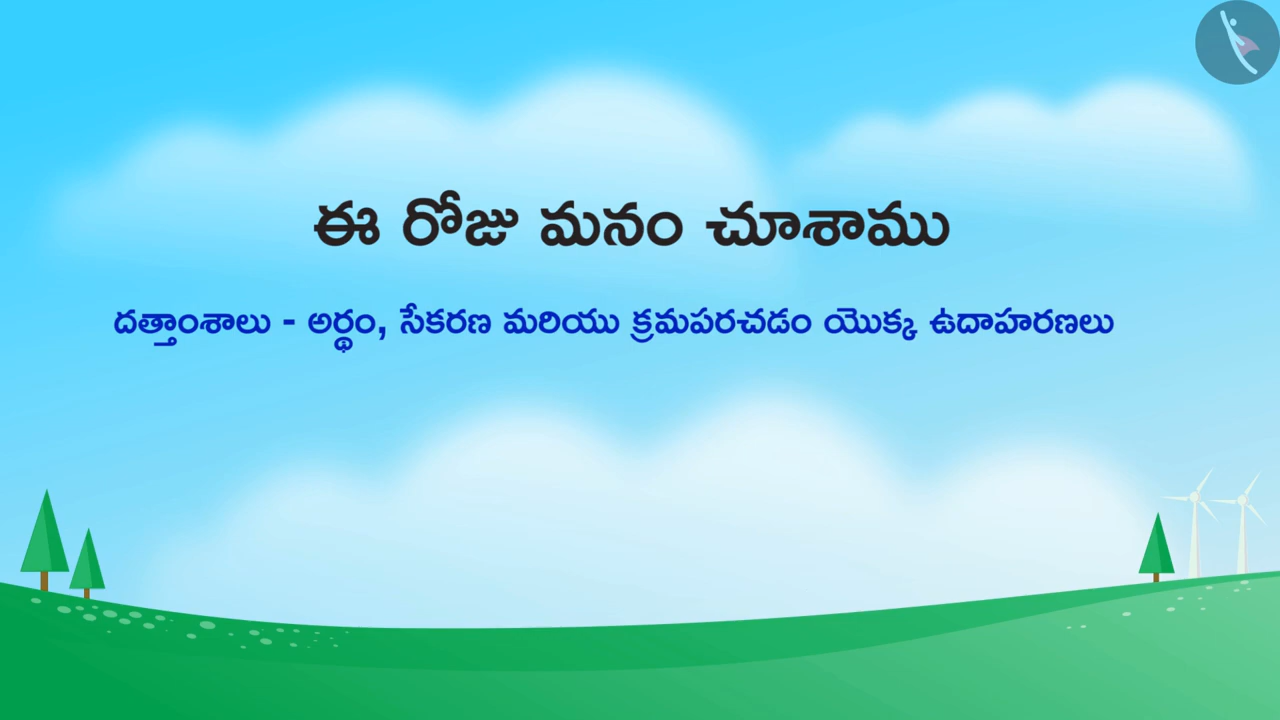 ఈ రోజు మనం చూశాము
దత్తాంశాలు - అర్థం, సేకరణ మరియు క్రమపరచడం యొక్క ఉదాహరణలు